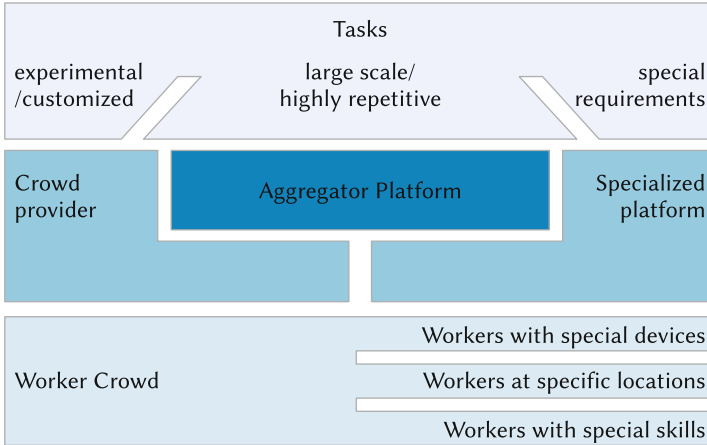 Tasks
experimental
/customized
large scale/
highly repetitive
special
requirements
Crowd
provider
Aggregator Platform
Specialized
platform
Workers with special devices
Worker Crowd
Workers at specific locations
Workers with special skills